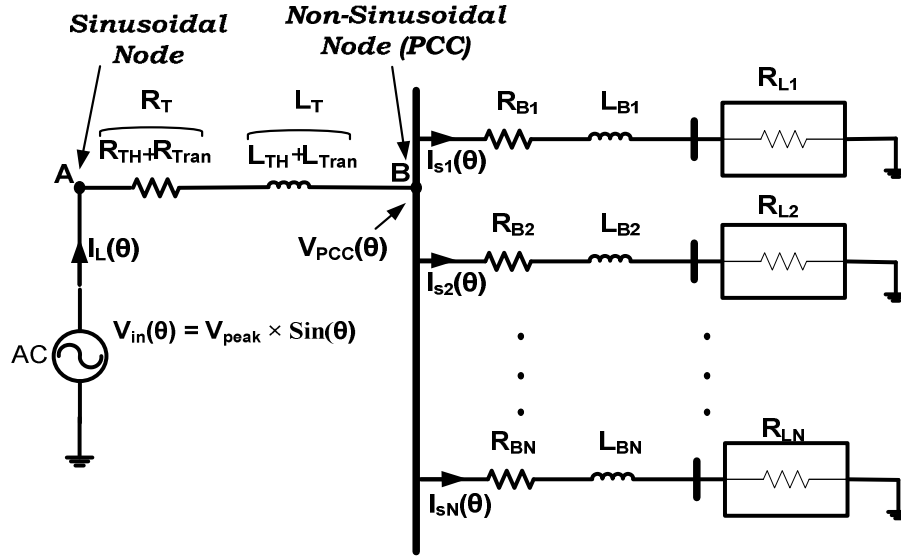 Sinusoidal
Node
Non-Sinusoidal
Node (PCC)
R_T
L_T
R_TH+R_Tran
L_TH+L_Tran
A
B
I_L(θ)
V_PCC(θ)
AC
V_in(θ) = V_peak × Sin(θ)
R_B1
L_B1
R_L1
I_s1(θ)
R_B2
L_B2
R_L2
I_s2(θ)
R_BN
L_BN
R_LN
I_sN(θ)